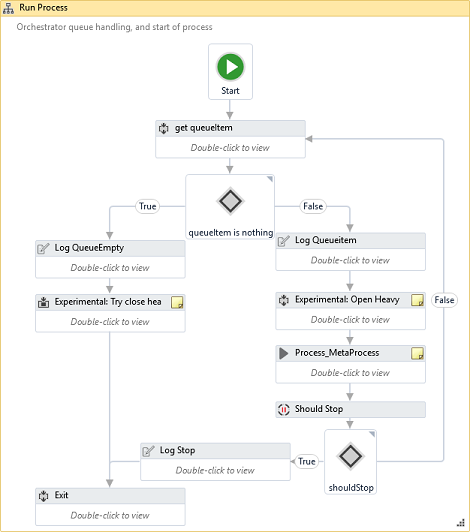 Run Process
Orchestrator queue handling, and start of process
Start
get queueItem
Double-click to view
True
False
queueItem is nothing
Log QueueEmpty
Double-click to view
Log Queueitem
Double-click to view
Experimental: Try close hea
Double-click to view
Experimental: Open Heavy
Double-click to view
False
Process_MetaProcess
Double-click to view
Should Stop
Log Stop
Double-click to view
True
shouldStop
Exit
Double-click to view